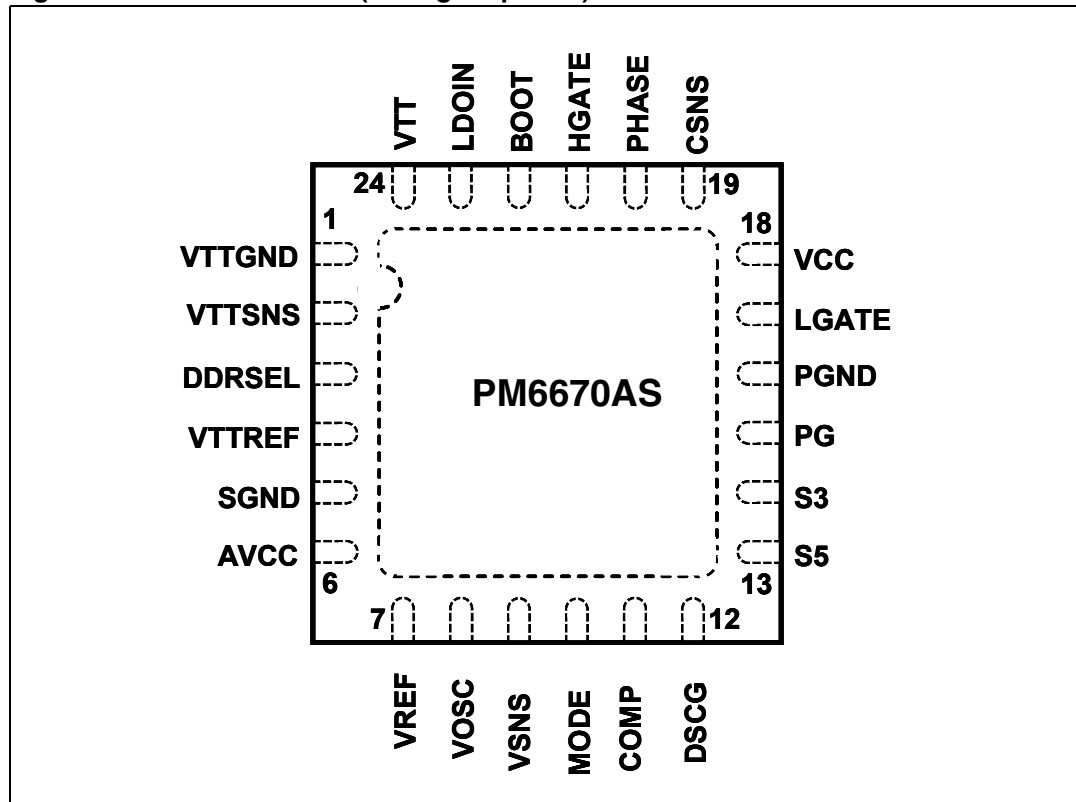 VTT
LDOIN
BOOT
HGATE
PHASE
CSNS
24
19
1
18
VTTGND
VCC
VTTSNS
LGATE
DDRSEL
PGND
PM6670AS
VTTREF
PG
SGND
S3
AVCC
S5
6
13
7
12
VREF
VOSC
VSNS
MODE
COMP
DSCG